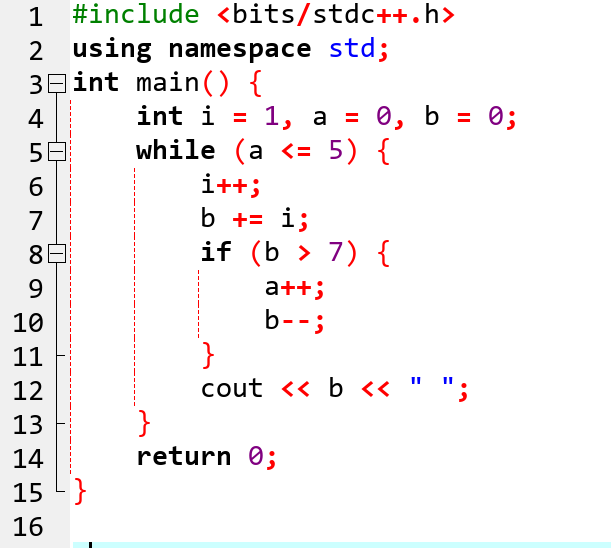 1 #include <bits/stdc++.h>
2 using namespace std;
3 int main() {
4     int i = 1, a = 0, b = 0;
5     while (a <= 5) {
6         i++;
7         b += i;
8         if (b > 7) {
9             a++;
10             b--;
11         }
12         cout << b << " ";
13     }
14     return 0;
15 }
16